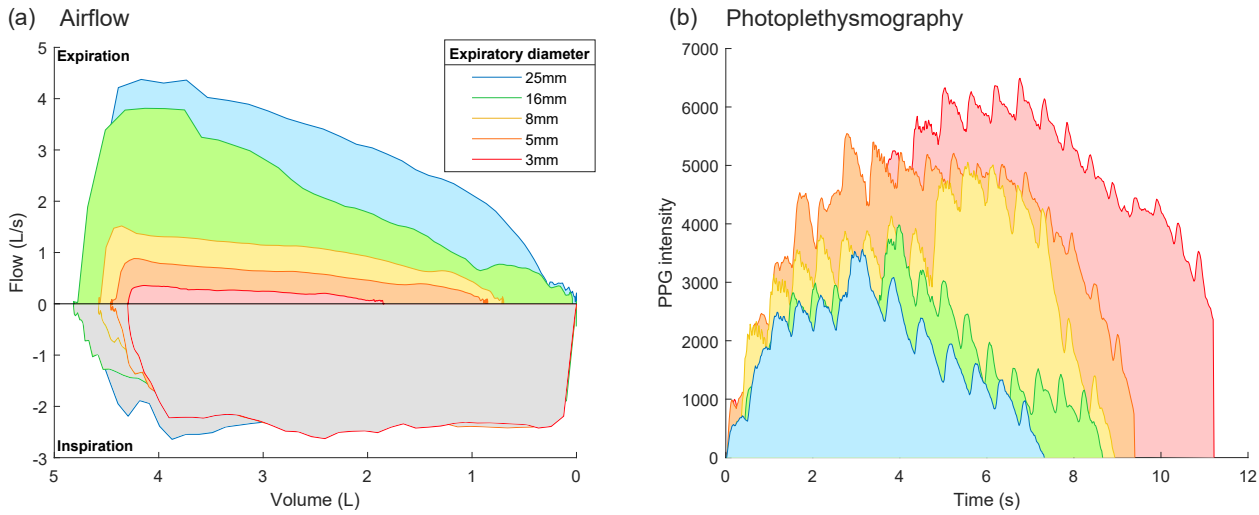 (a) Airflow
5
4
3
2
1
0
-1
-2
-3
Flow (L/s)
Expiration
Inspiration
Expiratory diameter
25mm
16mm
8mm
5mm
3mm
5 4 3 2 1 0
Volume (L)
(b) Photoplethysmography
7000
6000
5000
4000
3000
2000
1000
0
PPG intensity
0 2 4 6 8 10 12
Time (s)